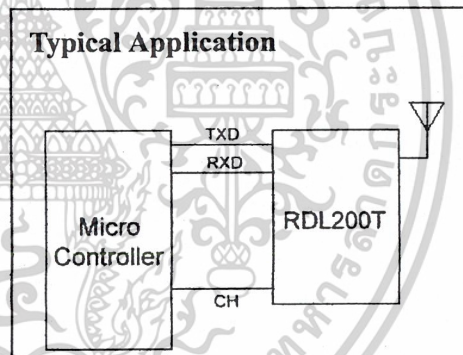 Typical Application
TXD
RXD
Micro
Controller
RDL200T
CH